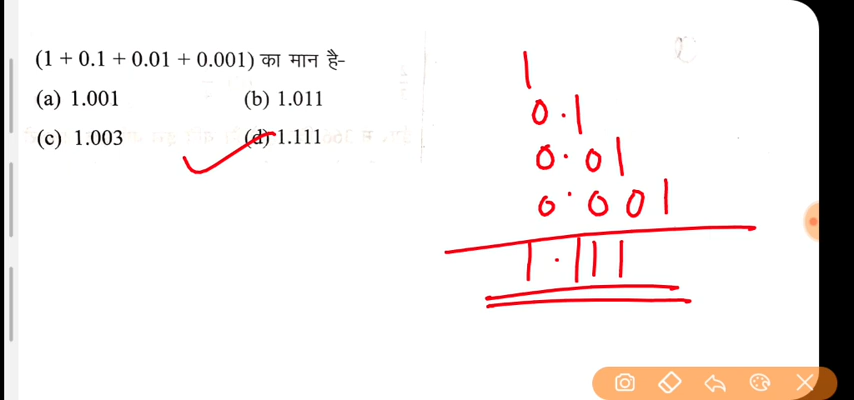 (1 + 0.1 + 0.01 + 0.001) का मान है-
(a) 1.001 (b) 1.011
(c) 1.003 (d) 1.111
1
0.1
0.01
0.001
1.111